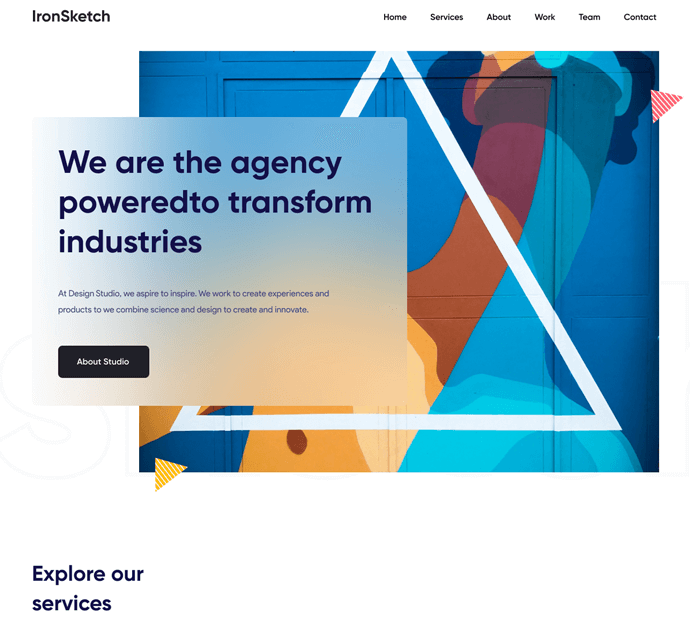 IronSketch
Home Services About Work Team Contact
We are the agency
poweredto transform
industries
At Design Studio, we aspire to inspire. We work to create experiences and
products to we combine science and design to create and innovate.
About Studio
Explore our
services